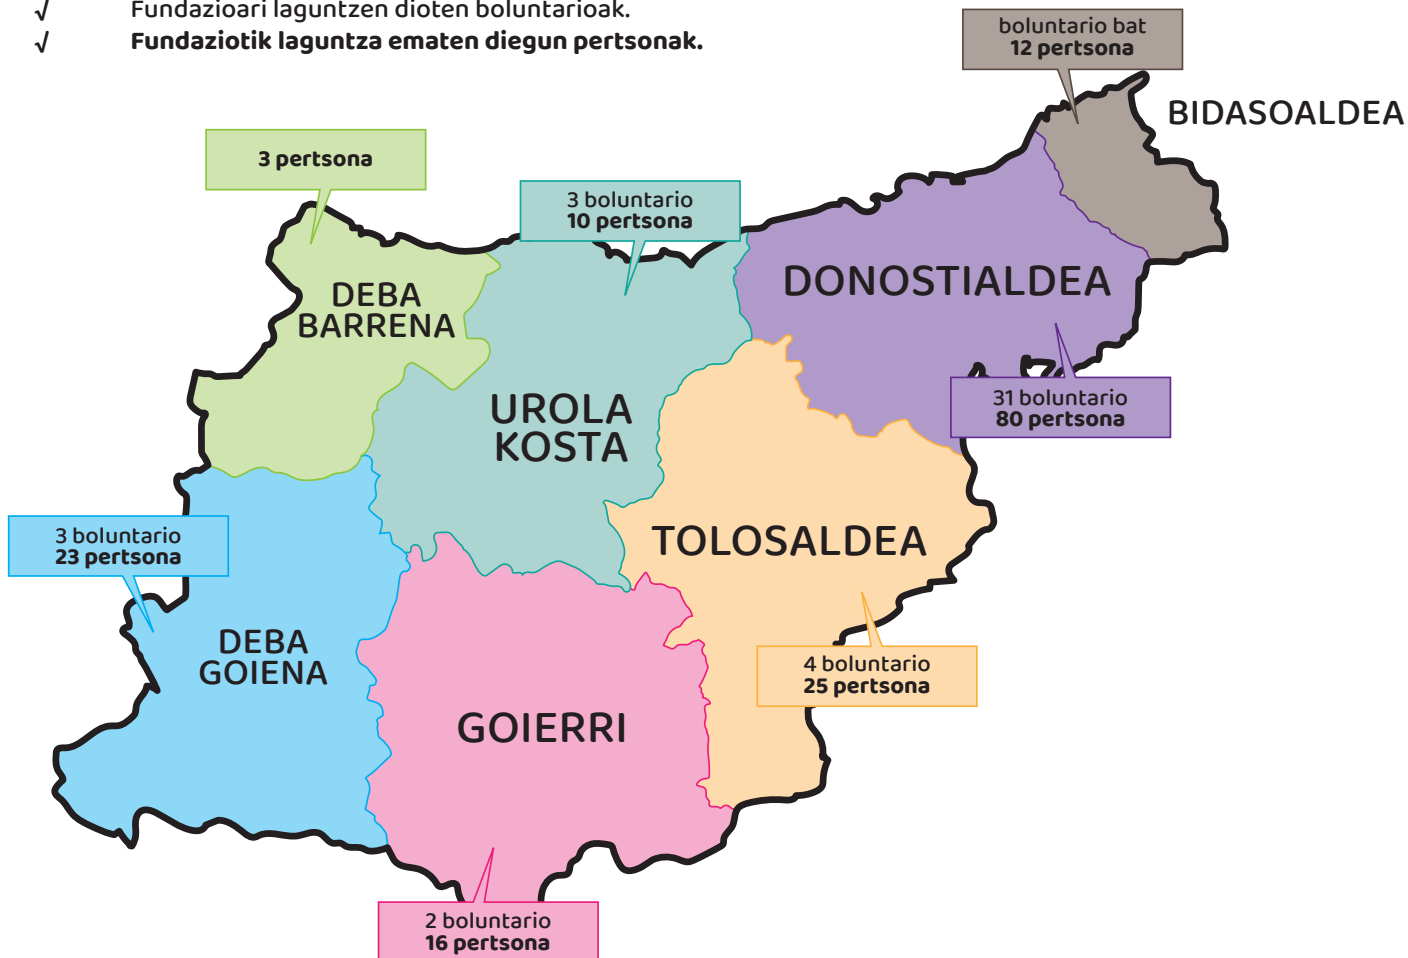 √ Fundazioari laguntzen dioten boluntarioak.
√ Fundaziotik laguntza ematen diegun pertsonak.
boluntario bat
12 pertsona
BIDASOALDEA
3 pertsona
3 boluntario
10 pertsona
DONOSTIALDEA
DEBA
BARRENA
31 boluntario
80 pertsona
UROLA
KOSTA
TOLOSALDEA
3 boluntario
23 pertsona
DEBA
GOIENA
4 boluntario
25 pertsona
GOIERRI
2 boluntario
16 pertsona